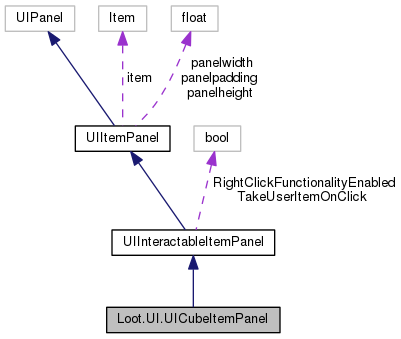 UIPanel
Item
float
item
panelwidth
panelpadding
panelheight
UIItemPanel
bool
RightClickFunctionalityEnabled
TakeUserItemOnClick
UIInteractableItemPanel
Loot.UI.UICubeItemPanel